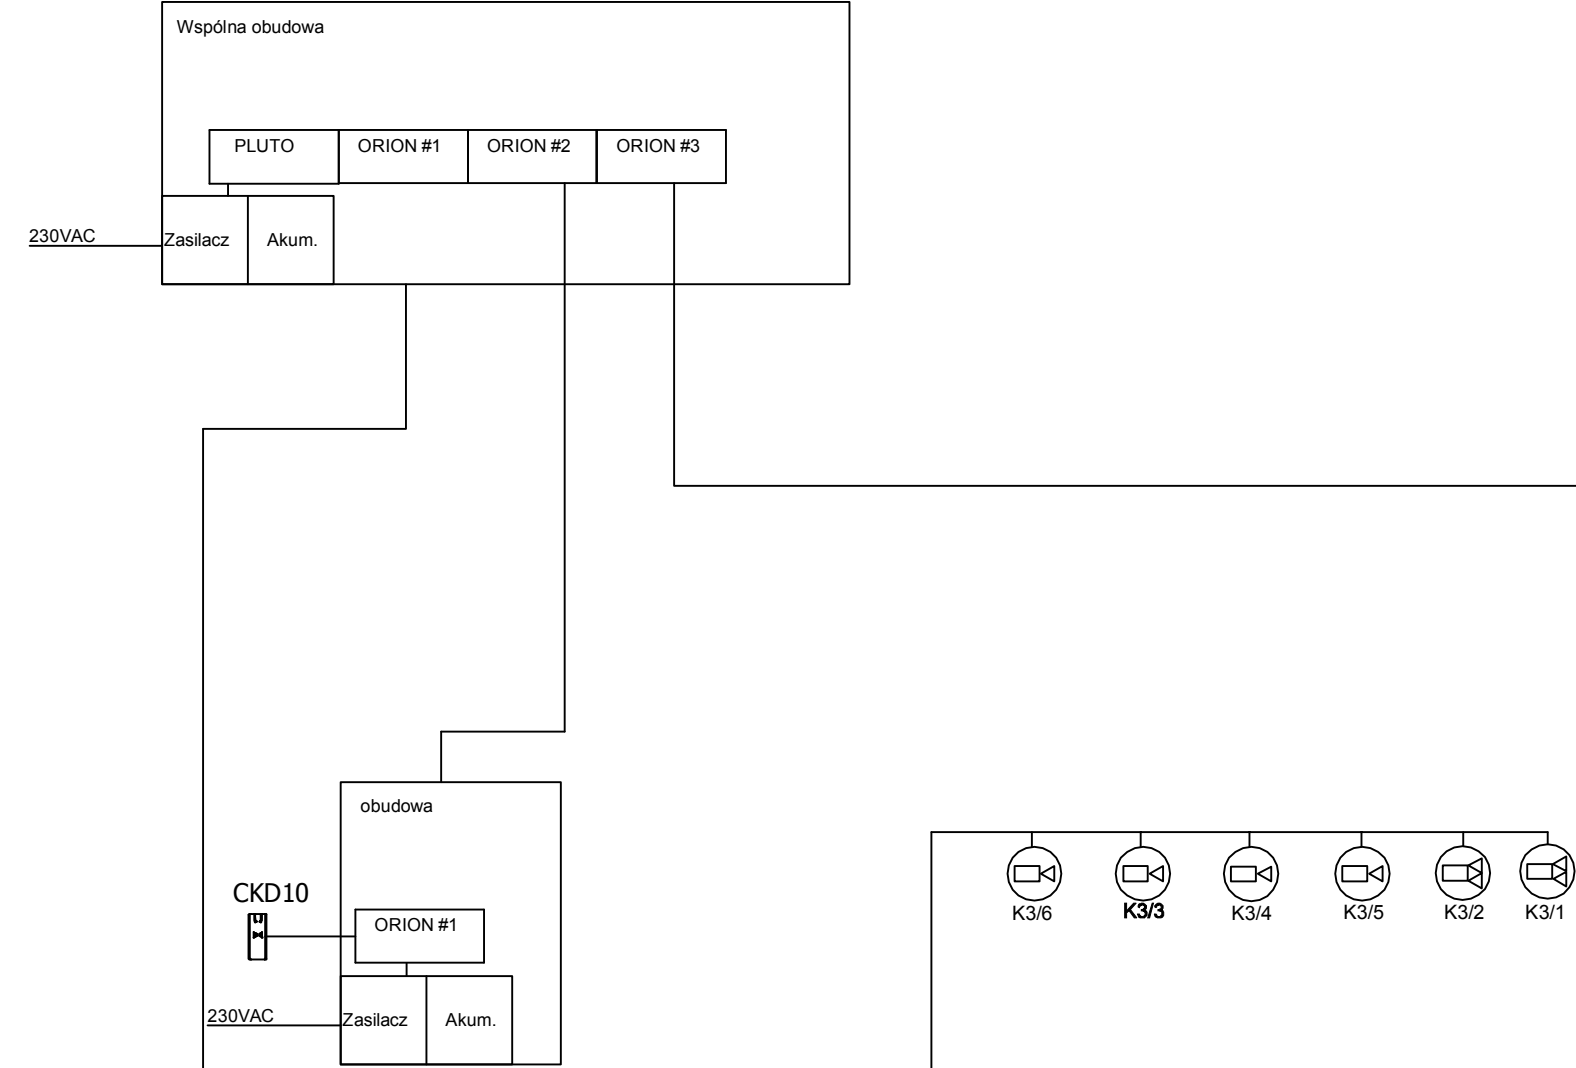 Wspólna obudowa
PLUTO
ORION #1
ORION #2
ORION #3
230VAC
Zasilacz
Akum.
obudowa
CKD10
ORION #1
K3/6
K3/3
K3/4
K3/5
K3/2
K3/1
230VAC
Zasilacz
Akum.